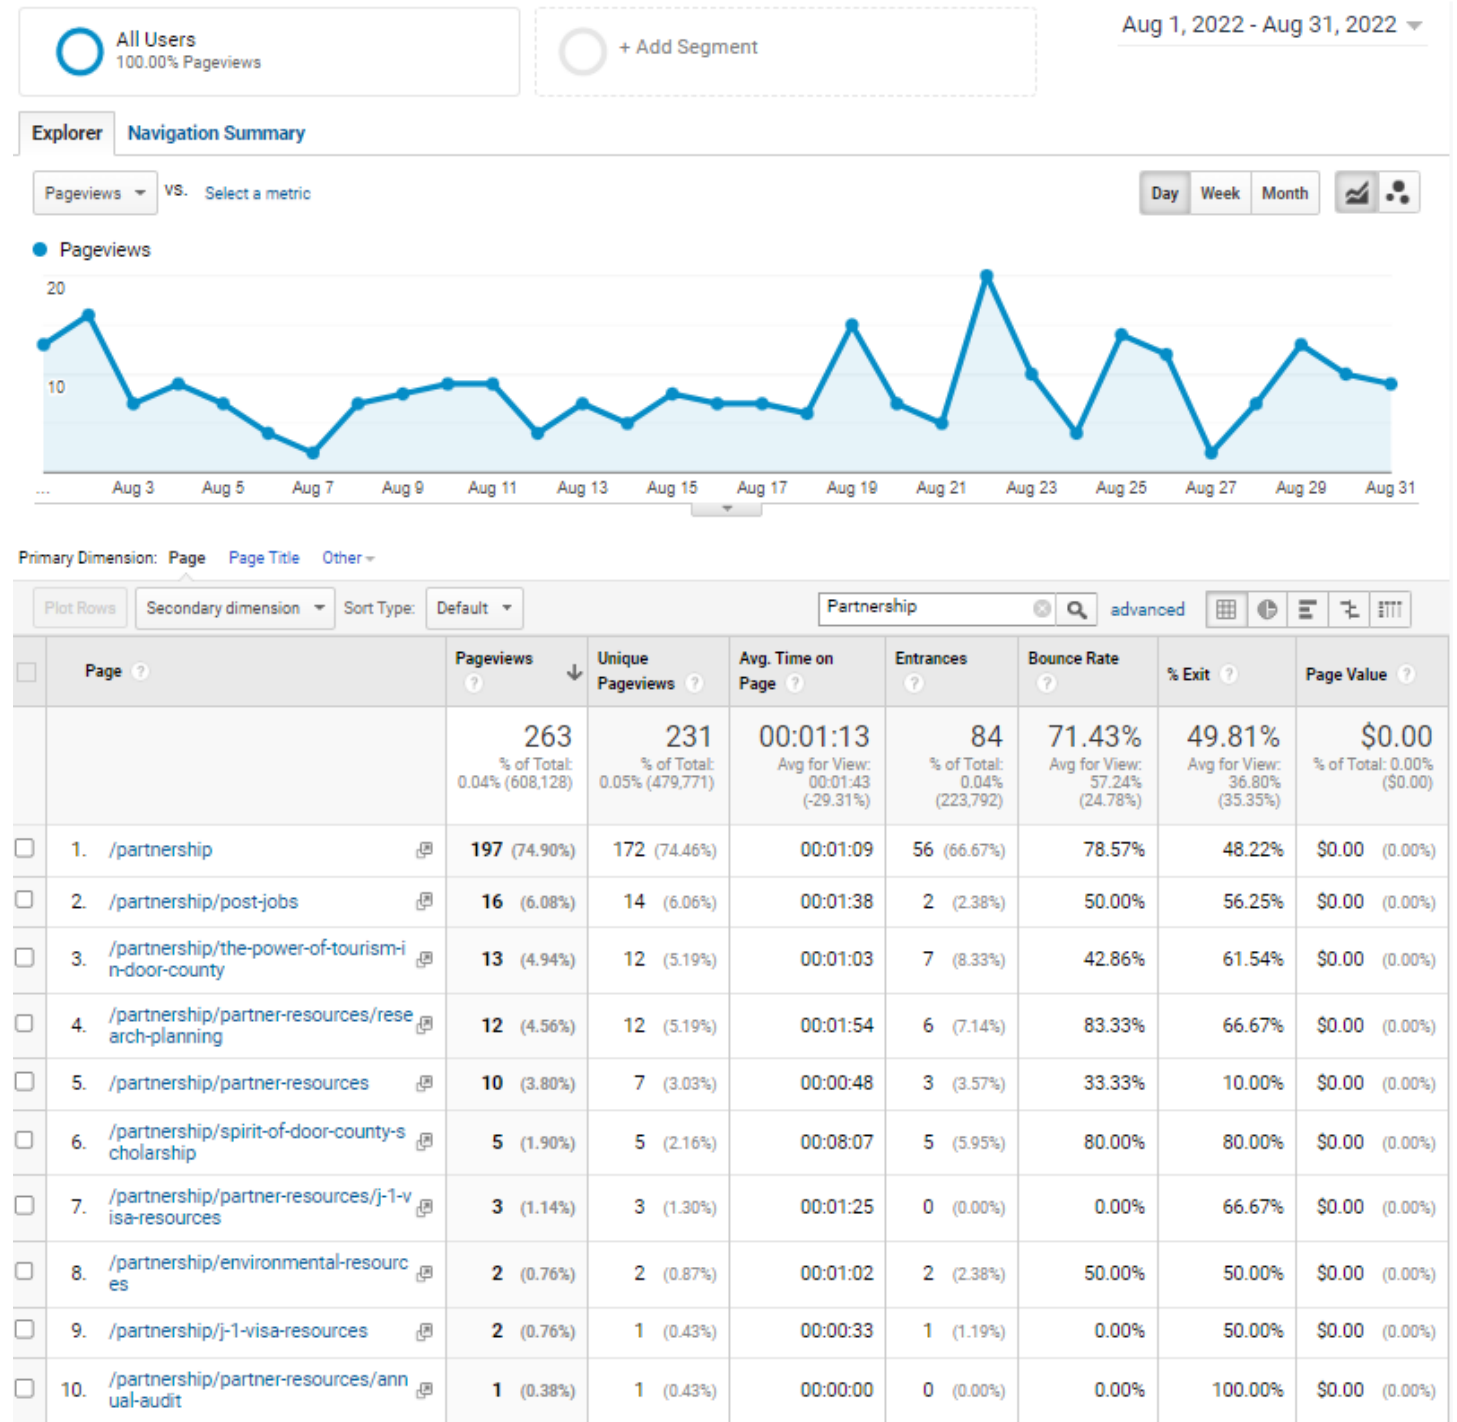 All Users
100.00% Pageviews
+ Add Segment
Aug 1, 2022 - Aug 31, 2022
Explorer
Navigation Summary
Pageviews
VS.
Select a metric
Day
Week
Month
Pageviews
20
10
...
Aug 3
Aug 5
Aug 7
Aug 9
Aug 11
Aug 13
Aug 15
Aug 17
Aug 19
Aug 21
Aug 23
Aug 25
Aug 27
Aug 29
Aug 31
Primary Dimension: Page Page Title Other
Plot Rows
Secondary dimension
Sort Type:
Default
Partnership
advanced
Page ?
Pageviews
?
Unique
Pageviews ?
Avg. Time on
Page ?
Entrances
?
Bounce Rate
?
% Exit ?
Page Value ?
263
% of Total:
0.04% (608,128)
231
% of Total:
0.05% (479,771)
00:01:13
Avg for View:
00:01:43
(-29.31%)
84
% of Total:
0.04%
(223,792)
71.43%
Avg for View:
57.24%
(24.78%)
49.81%
Avg for View:
36.80%
(35.35%)
$0.00
% of Total: 0.00%
($0.00)
1. /partnership 197 (74.90%) 172 (74.46%) 00:01:09 56 (66.67%) 78.57% 48.22% $0.00 (0.00%)
2. /partnership/post-jobs 16 (6.08%) 14 (6.06%) 00:01:38 2 (2.38%) 50.00% 56.25% $0.00 (0.00%)
3. /partnership/the-power-of-tourism-i
n-door-county
13 (4.94%) 12 (5.19%) 00:01:03 7 (8.33%) 42.86% 61.54% $0.00 (0.00%)
4. /partnership/partner-resources/rese
arch-planning
12 (4.56%) 12 (5.19%) 00:01:54 6 (7.14%) 83.33% 66.67% $0.00 (0.00%)
5. /partnership/partner-resources 10 (3.80%) 7 (3.03%) 00:00:48 3 (3.57%) 33.33% 10.00% $0.00 (0.00%)
6. /partnership/spirit-of-door-county-s
cholarship
5 (1.90%) 5 (2.16%) 00:08:07 5 (5.95%) 80.00% 80.00% $0.00 (0.00%)
7. /partnership/partner-resources/j-1-v
isa-resources
3 (1.14%) 3 (1.30%) 00:01:25 0 (0.00%) 0.00% 66.67% $0.00 (0.00%)
8. /partnership/environmental-resourc
es
2 (0.76%) 2 (0.87%) 00:01:02 2 (2.38%) 50.00% 50.00% $0.00 (0.00%)
9. /partnership/j-1-visa-resources 2 (0.76%) 1 (0.43%) 00:00:33 1 (1.19%) 0.00% 50.00% $0.00 (0.00%)
10. /partnership/partner-resources/ann
ual-audit
1 (0.38%) 1 (0.43%) 00:00:00 0 (0.00%) 0.00% 100.00% $0.00 (0.00%)